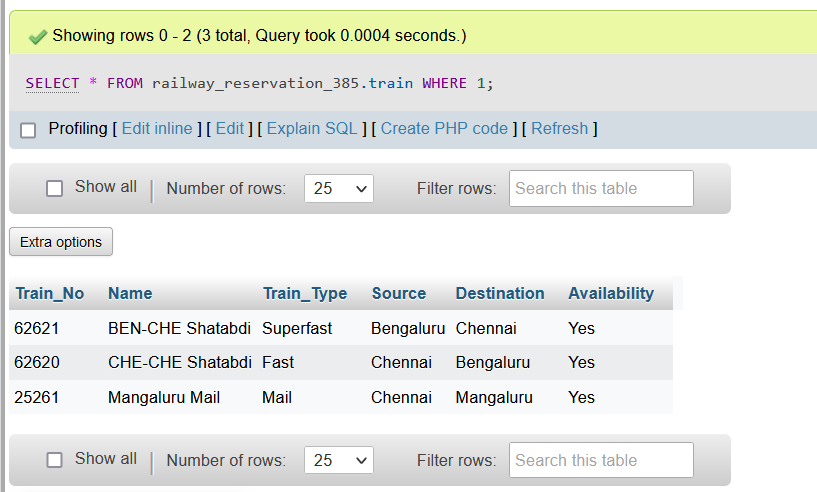 Showing rows 0 - 2 (3 total, Query took 0.0004 seconds.)
SELECT * FROM railway_reservation_385.train WHERE 1;
Profiling [ Edit inline ] [ Edit ] [ Explain SQL ] [ Create PHP code ] [ Refresh ]
Show all | Number of rows: 25 Filter rows: Search this table
Extra options
Train_No Name Train_Type Source Destination Availability
62621 BEN-CHE Shatabdi Superfast Bengaluru Chennai Yes
62620 CHE-CHE Shatabdi Fast Chennai Bengaluru Yes
25261 Mangaluru Mail Mail Chennai Mangaluru Yes
Show all | Number of rows: 25 Filter rows: Search this table